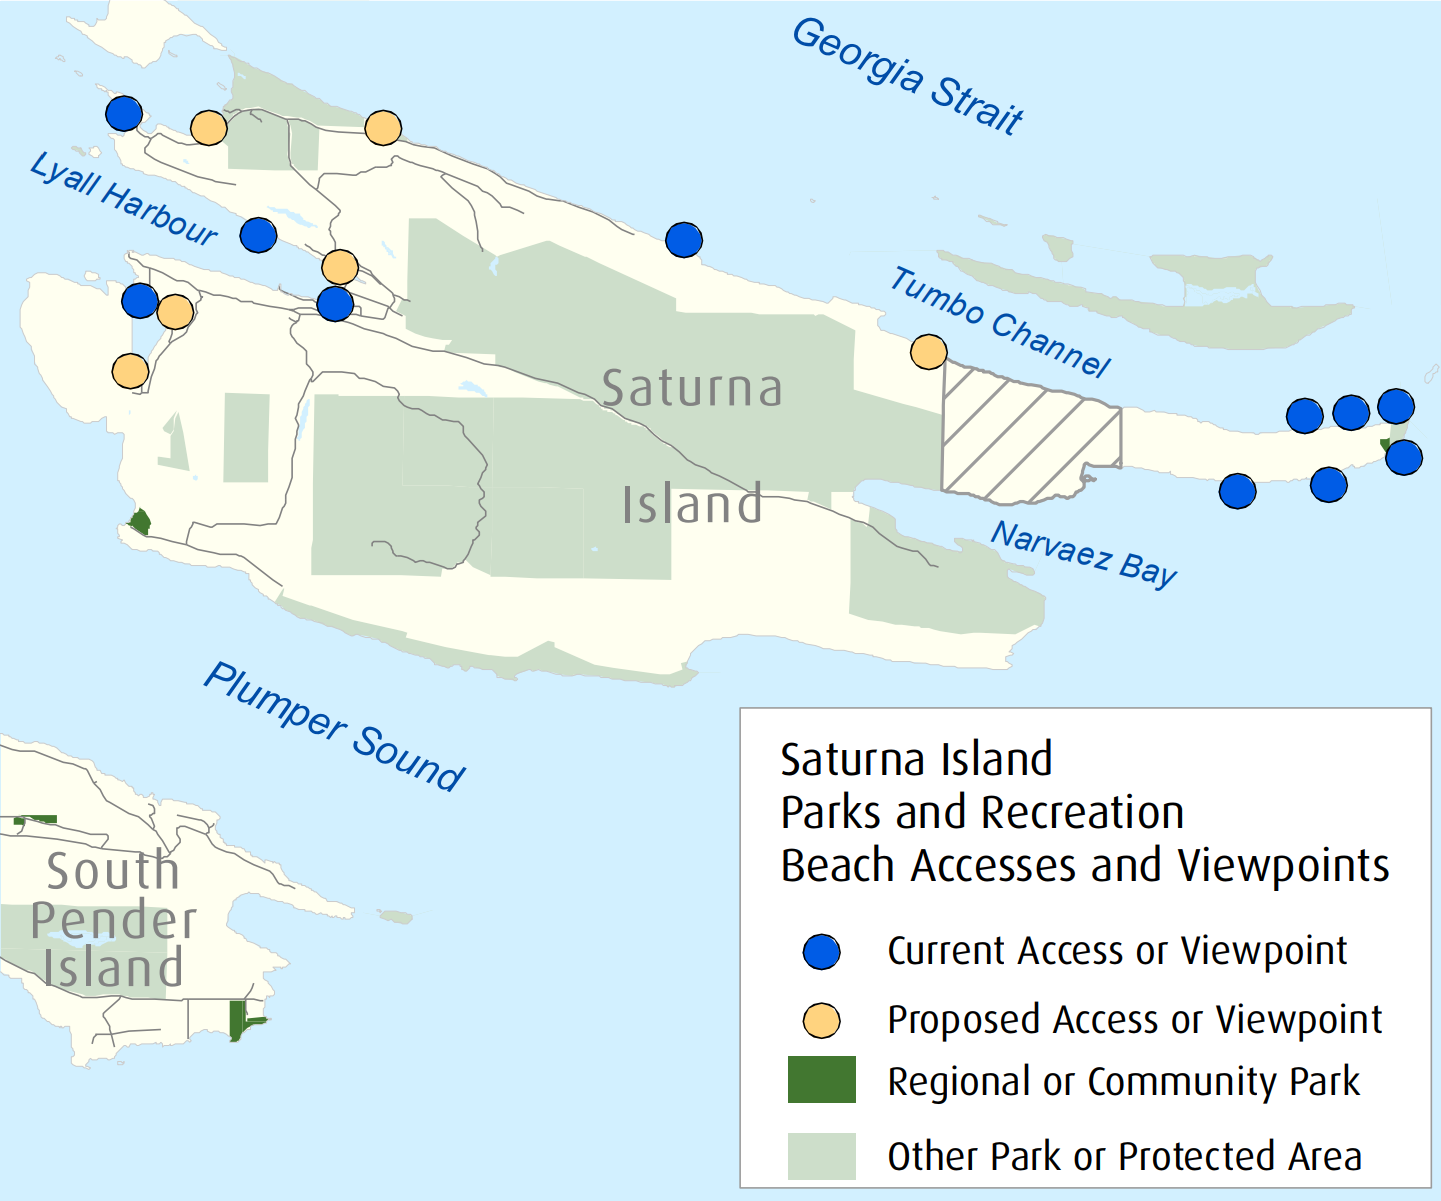 Georgia Strait
Lyall Harbour
Tumbo Channel
Saturna
Island
Narvaez Bay
Plumper Sound
South
Pender
Island
Saturna Island
Parks and Recreation
Beach Accesses and Viewpoints
Current Access or Viewpoint
Proposed Access or Viewpoint
Regional or Community Park
Other Park or Protected Area